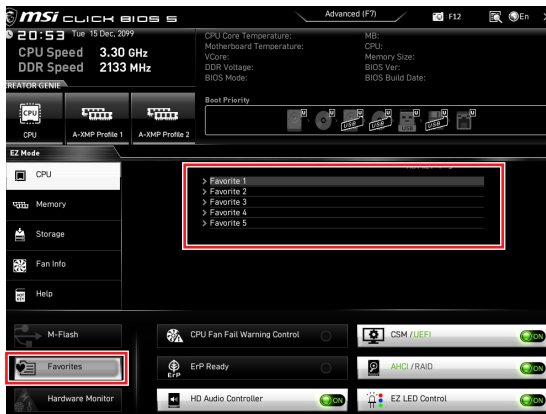 msi CLICK BIOS 5
Advanced (F7)
F12
En
20:53 Tue 15 Dec, 2099
CPU Speed 3.30 GHz
DDR Speed 2133 MHz
CPU Core Temperature:
Motherboard Temperature:
VCore:
DDR Voltage:
BIOS Mode:
MB:
CPU:
Memory Size:
BIOS Ver:
BIOS Build Date:
REATOR GENIE
CPU
A-XMP Profile 1
A-XMP Profile 2
Boot Priority
U U U U U U U
USB USB USB USB
EZ Mode
CPU
Memory
Storage
Fan Info
Help
> Favorite 1
> Favorite 2
> Favorite 3
> Favorite 4
> Favorite 5
M-Flash
Favorites
Hardware Monitor
CPU Fan Fail Warning Control
ErP Ready
ErP
HD Audio Controller ON
CSM /UEFI ON
AHCI /RAID ON
EZ LED Control ON